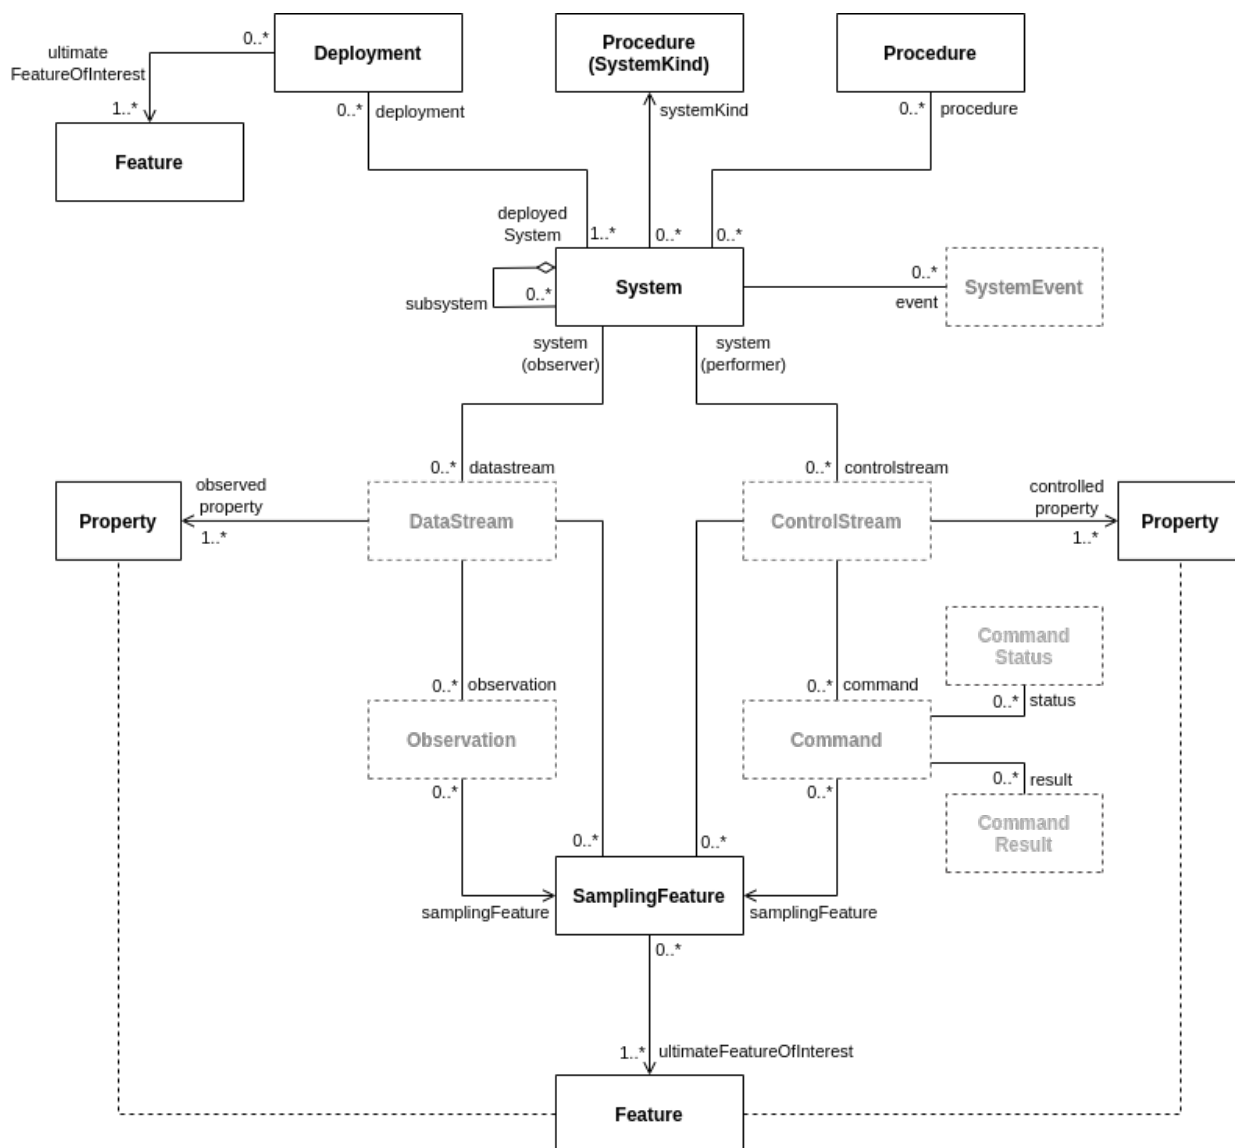 ultimate
FeatureOfInterest
0..*
Deployment
Procedure
(SystemKind)
Procedure
1..*
Feature
0..*
deployment
systemKind
0..*
procedure
deployed
System
1..*
0..*
0..*
subsystem
0..*
System
0..*
event
SystemEvent
system
(observer)
system
(performer)
0..*
datastream
0..*
controlstream
Property
observed
property
1..*
DataStream
ControlStream
controlled
property
1..*
Property
Command
Status
0..*
observation
0..*
command
0..*
status
Observation
Command
0..*
0..*
0..*
result
Command
Result
0..*
0..*
samplingFeature
SamplingFeature
samplingFeature
0..*
1..*
ultimateFeatureOfInterest
Feature